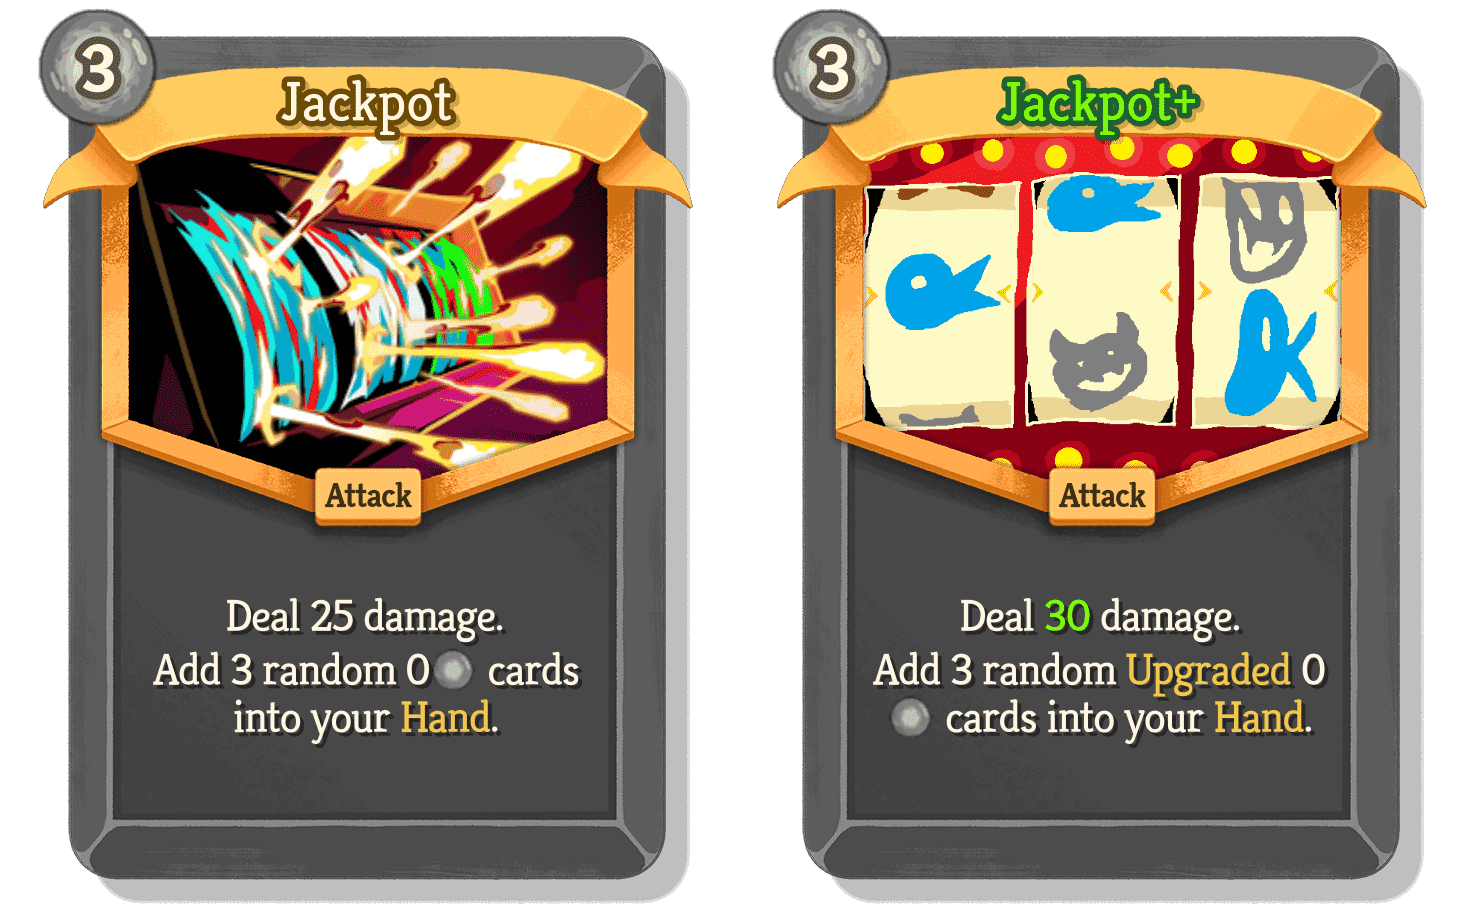 3
Jackpot
Attack
Deal 25 damage.
Add 3 random 0 cards
into your Hand.
3
Jackpot+
Attack
Deal 30 damage.
Add 3 random Upgraded 0
cards into your Hand.